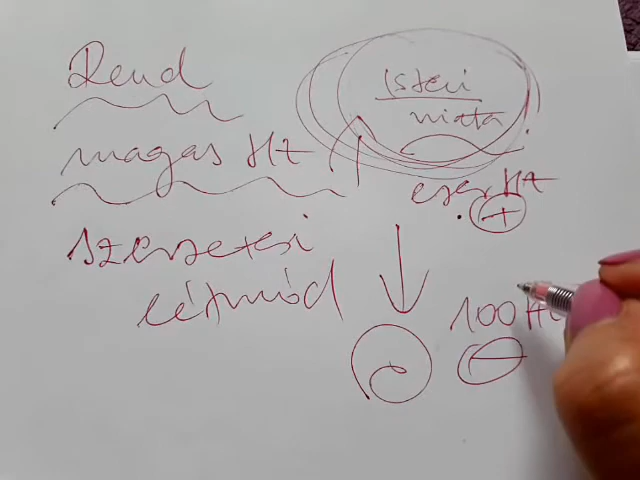 Rend
magas Hz
szerzetesi
létmód
Isteni
minta
ezer Hz
+
100 Hz